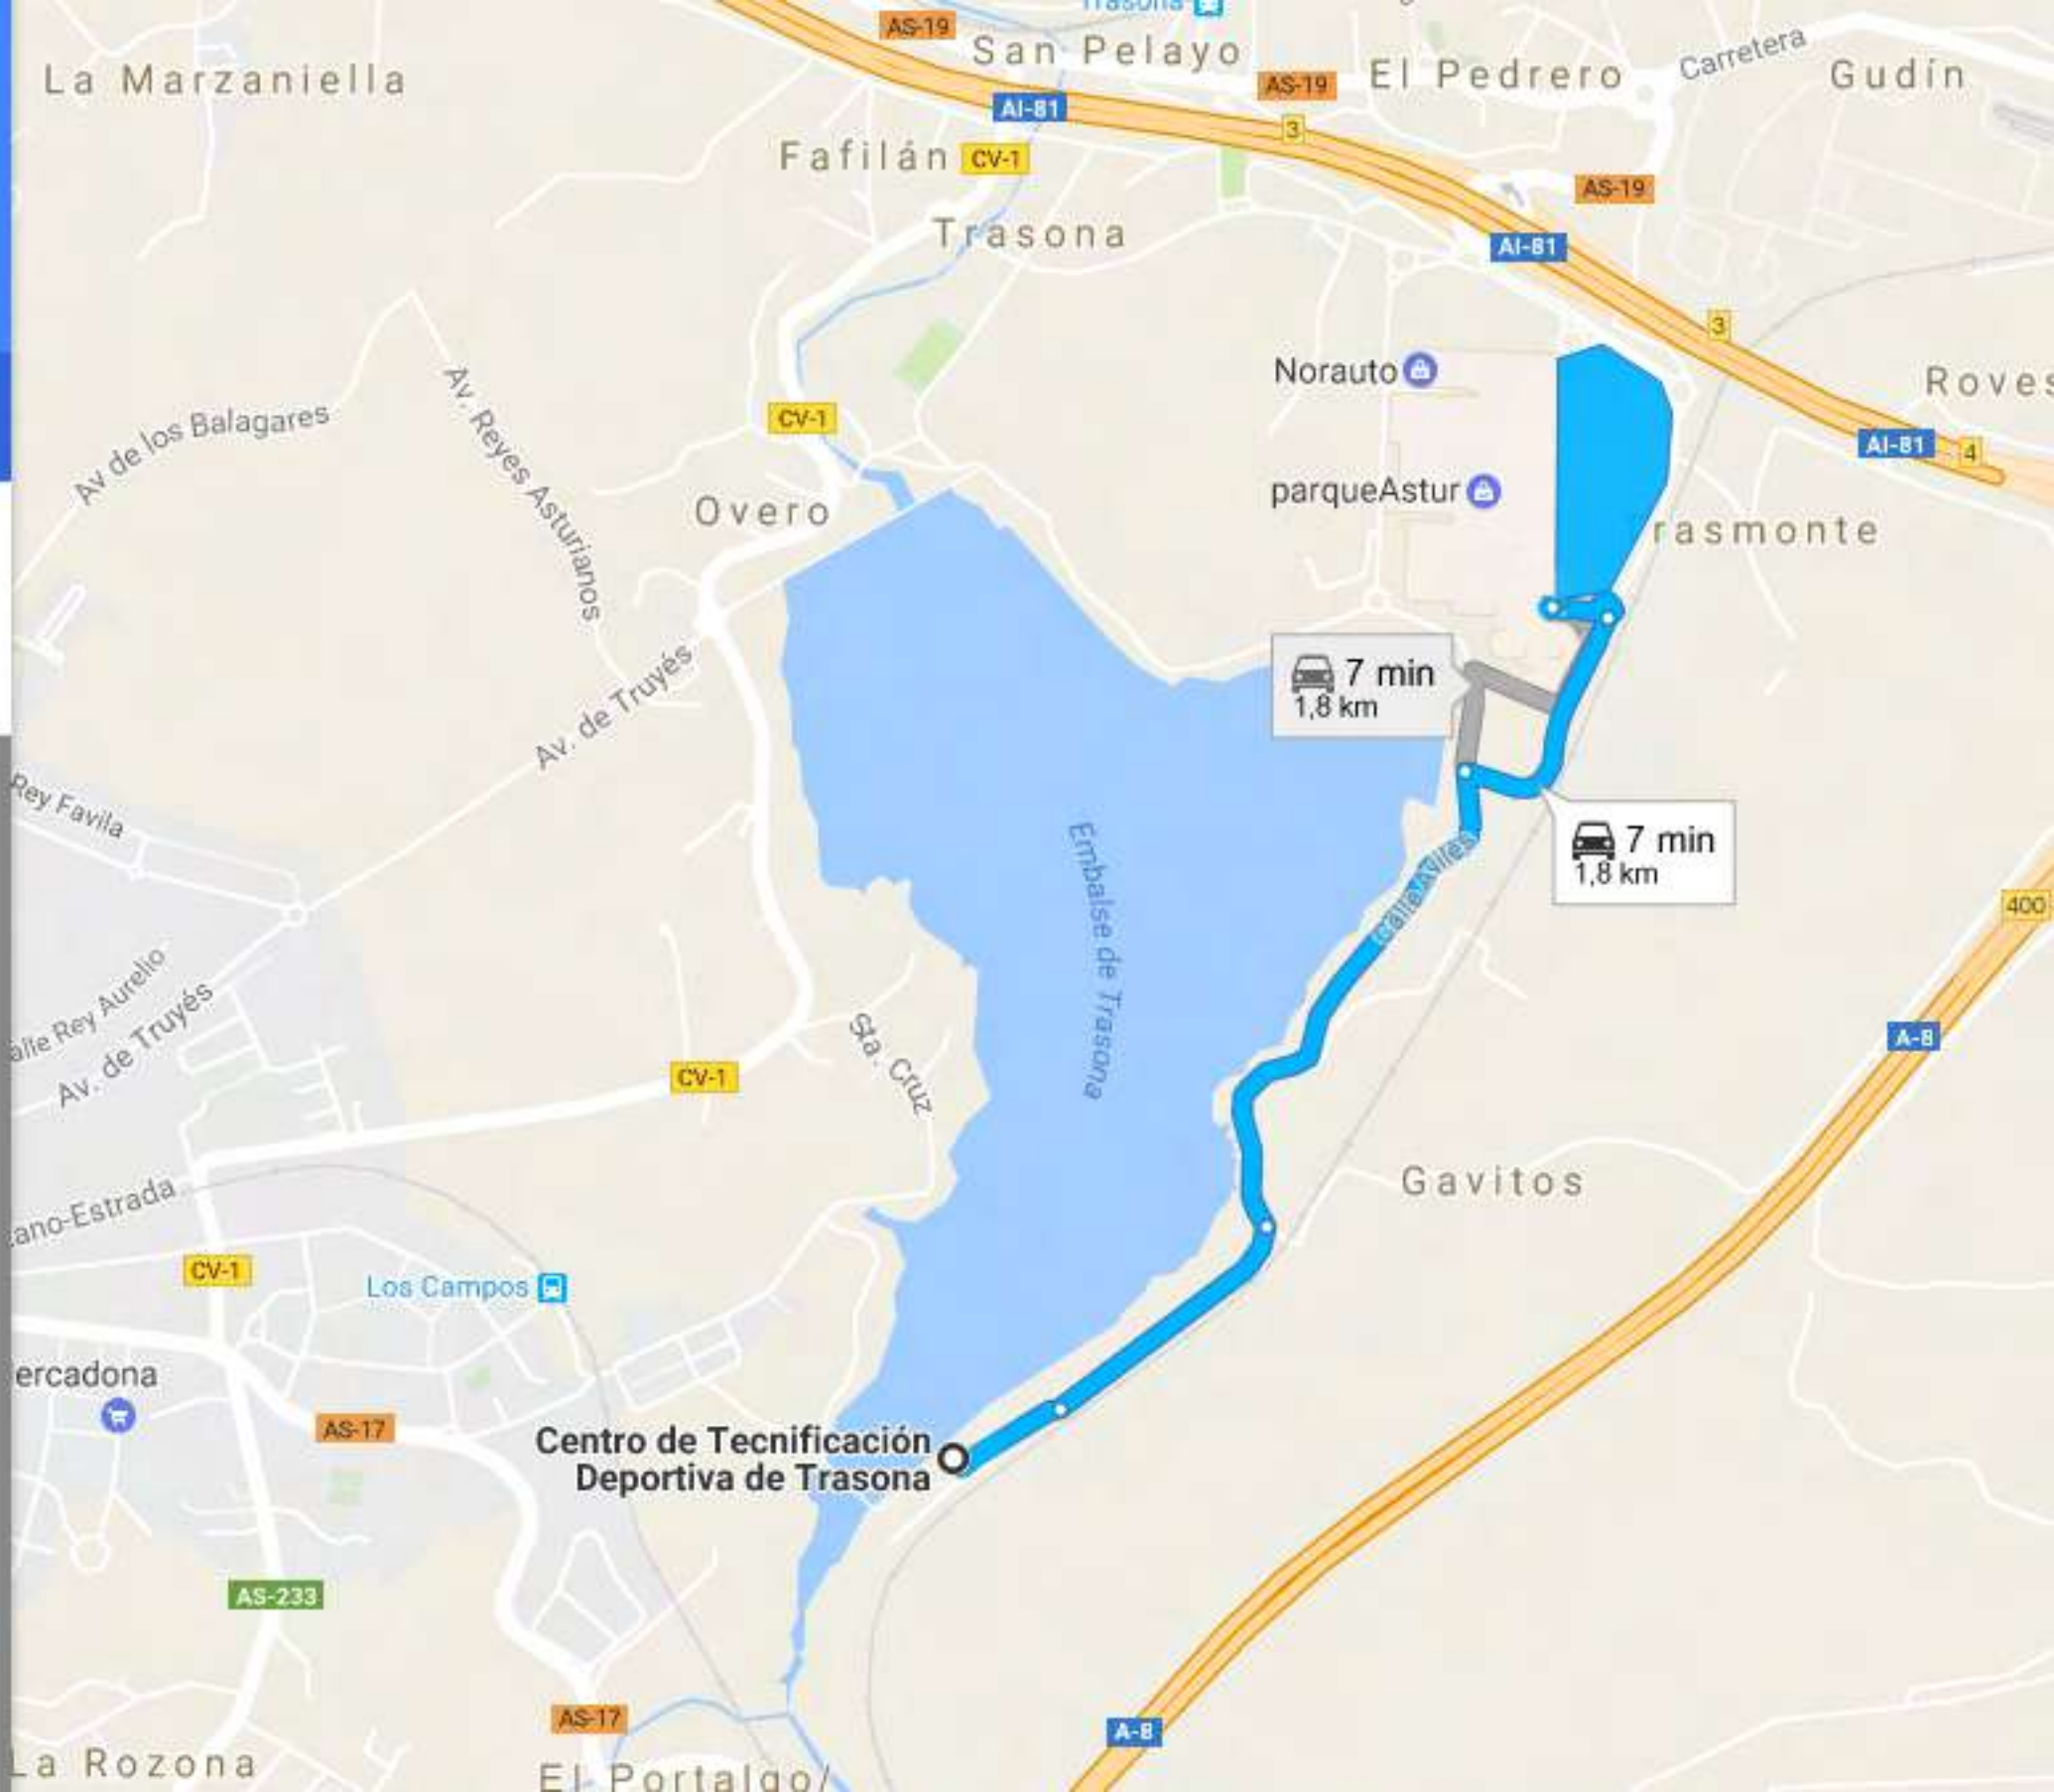 Trasona
AS-19
San Pelayo
La Marzaniella
AS-19
El Pedrero
Carretera
Gudín
AI-81
3
Fafilán
CV-1
AS-19
Trasona
AI-81
3
Norauto
Av. Reyes Asturianos
Av de los Balagares
CV-1
AI-81
4
parqueAstur
Overo
rasmonte
7 min
1,8 km
Av. de Truyés
Rey Favila
7 min
1,8 km
Embalse de Trasona
400
Rey Aurelio
Av. de Truyés
Sta. Cruz
A-8
CV-1
Gavitos
ano-Estrada
CV-1
Los Campos
ercadona
AS-17
Centro de Tecnificación
Deportiva de Trasona
AS-233
AS-17
A-8
La Rozona
El Portalgo/